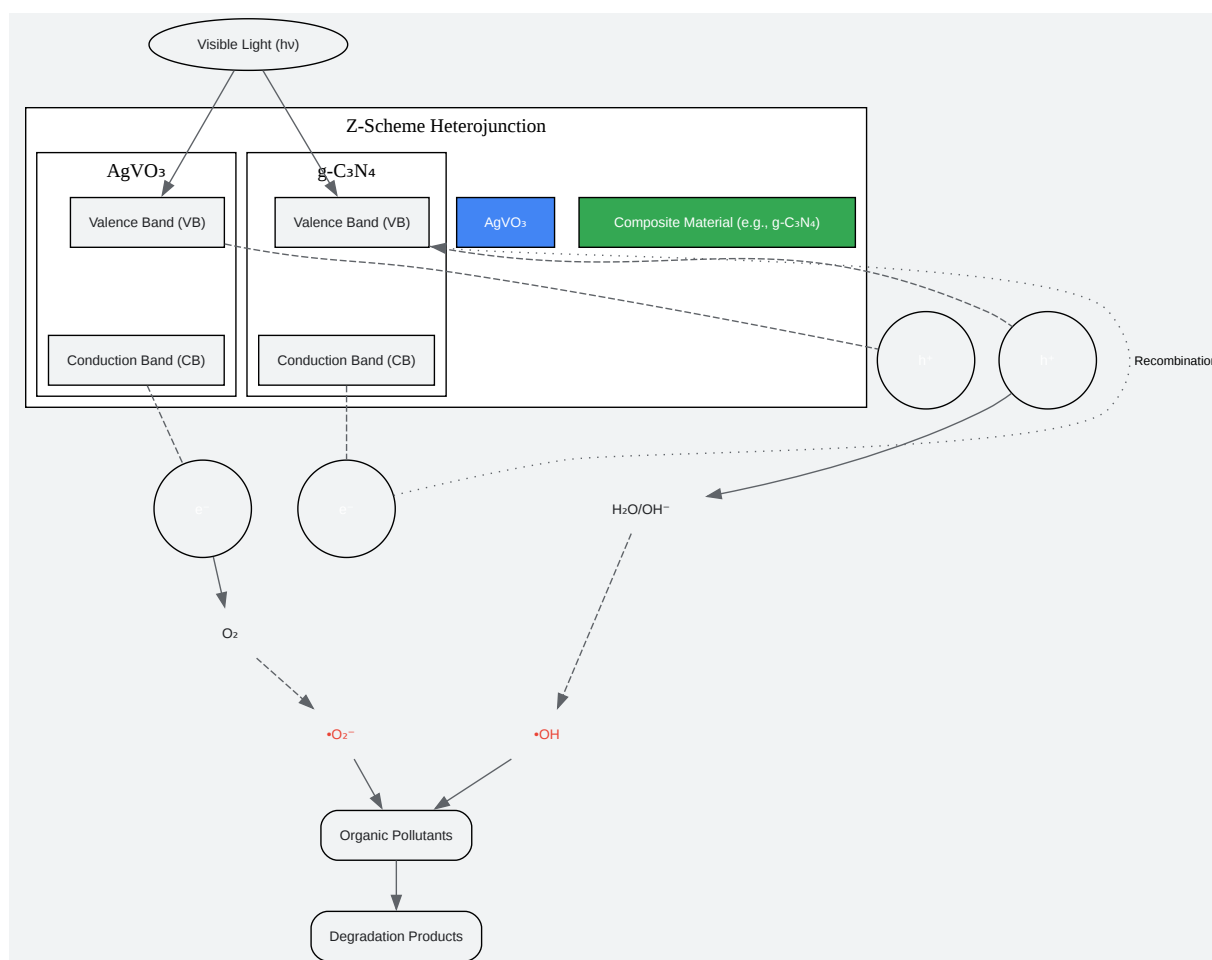 Visible Light (hν)
Z-Scheme Heterojunction
AgVO₃
g-C₃N₄
Valence Band (VB)
Valence Band (VB)
AgVO₃
Composite Material (e.g., g-C₃N₄)
Conduction Band (CB)
Conduction Band (CB)
h⁺
h⁺
Recombination
e⁻
e⁻
H₂O/OH⁻
O₂
•O₂⁻
•OH
Organic Pollutants
Degradation Products